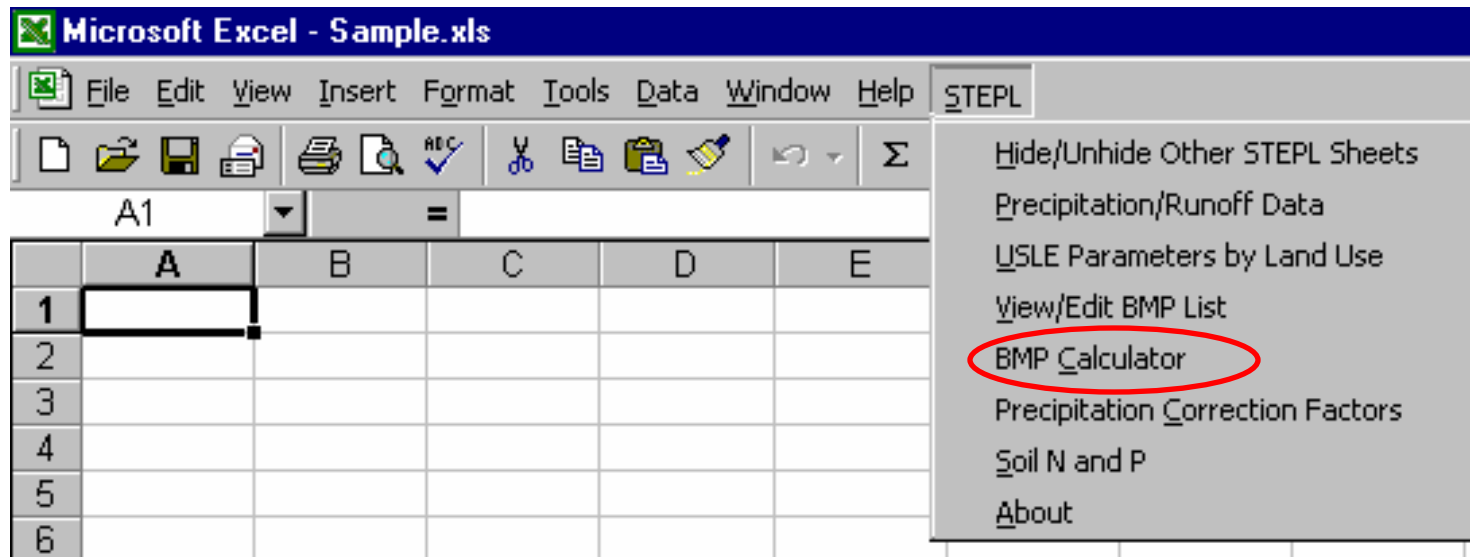 Microsoft Excel - Sample.xls
File Edit View Insert Format Tools Data Window Help STEPL
ABC Σ
A1 =
A B C D E
1
2
3
4
5
6
Hide/Unhide Other STEPL Sheets
Precipitation/Runoff Data
USLE Parameters by Land Use
View/Edit BMP List
BMP Calculator
Precipitation Correction Factors
Soil N and P
About